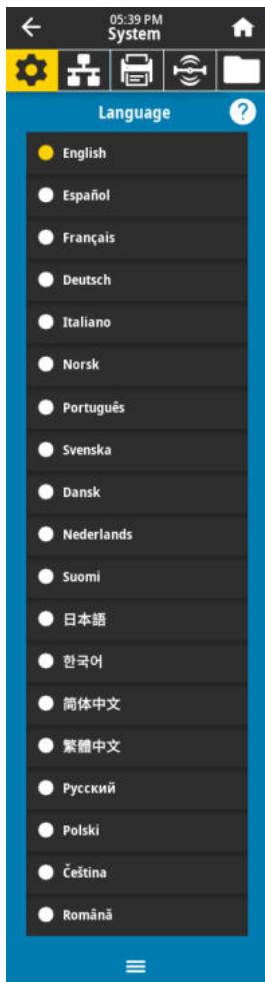 05:39 PM
System
Language
?
English
Español
Français
Deutsch
Italiano
Norsk
Português
Svenska
Dansk
Nederlands
Suomi
日本語
한국어
简体中文
繁體中文
Русский
Polski
Čeština
Română